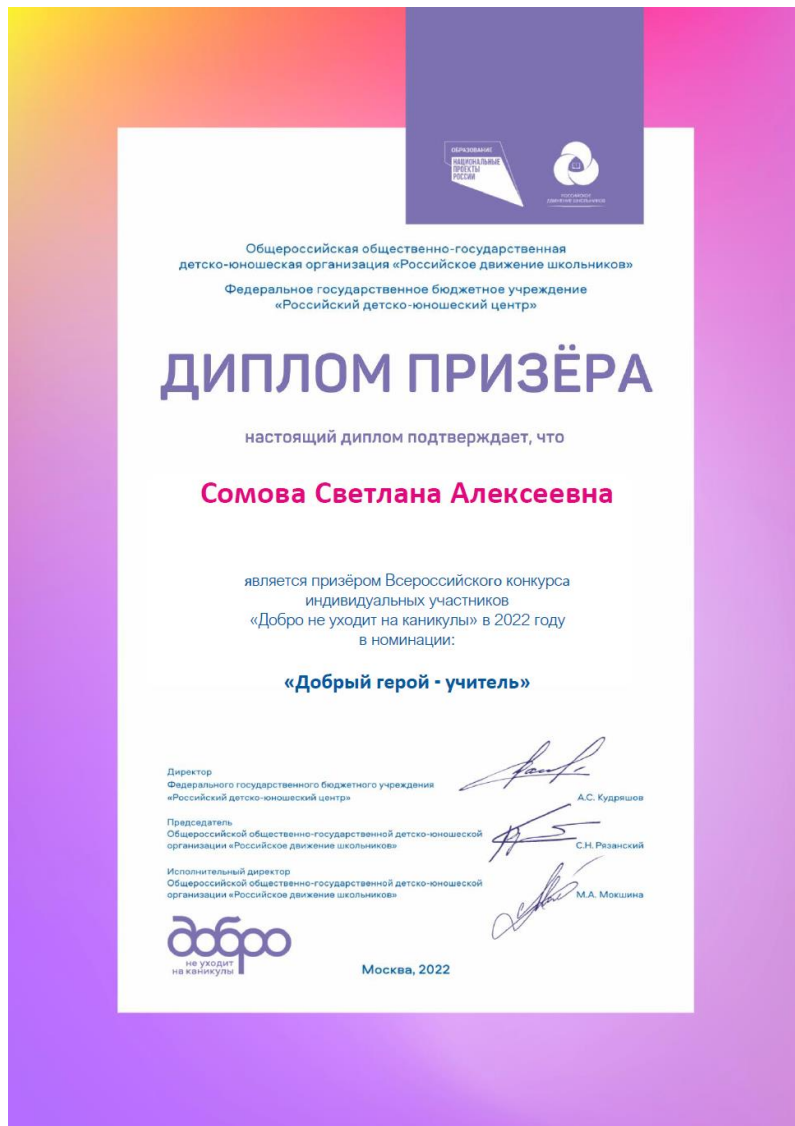 ОБРАЗОВАНИЕ
НАЦИОНАЛЬНЫЕ
ПРОЕКТЫ
РОССИИ
РОССИЙСКОЕ
ДВИЖЕНИЕ ШКОЛЬНИКОВ
Общероссийская общественно-государственная
детско-юношеская организация «Российское движение школьников»
Федеральное государственное бюджетное учреждение
«Российский детско-юношеский центр»
ДИПЛОМ ПРИЗЁРА
настоящий диплом подтверждает, что
Сомова Светлана Алексеевна
является призёром Всероссийского конкурса
индивидуальных участников
«Добро не уходит на каникулы» в 2022 году
в номинации:
«Добрый герой - учитель»
Директор
Федерального государственного бюджетного учреждения
«Российский детско-юношеский центр»
А.С. Кудряшов
Председатель
Общероссийской общественно-государственной детско-юношеской
организации «Российское движение школьников»
С.Н. Рязанский
Исполнительный директор
Общероссийской общественно-государственной детско-юношеской
организации «Российское движение школьников»
М.А. Мокшина
добро
не уходит
на каникулы
Москва, 2022